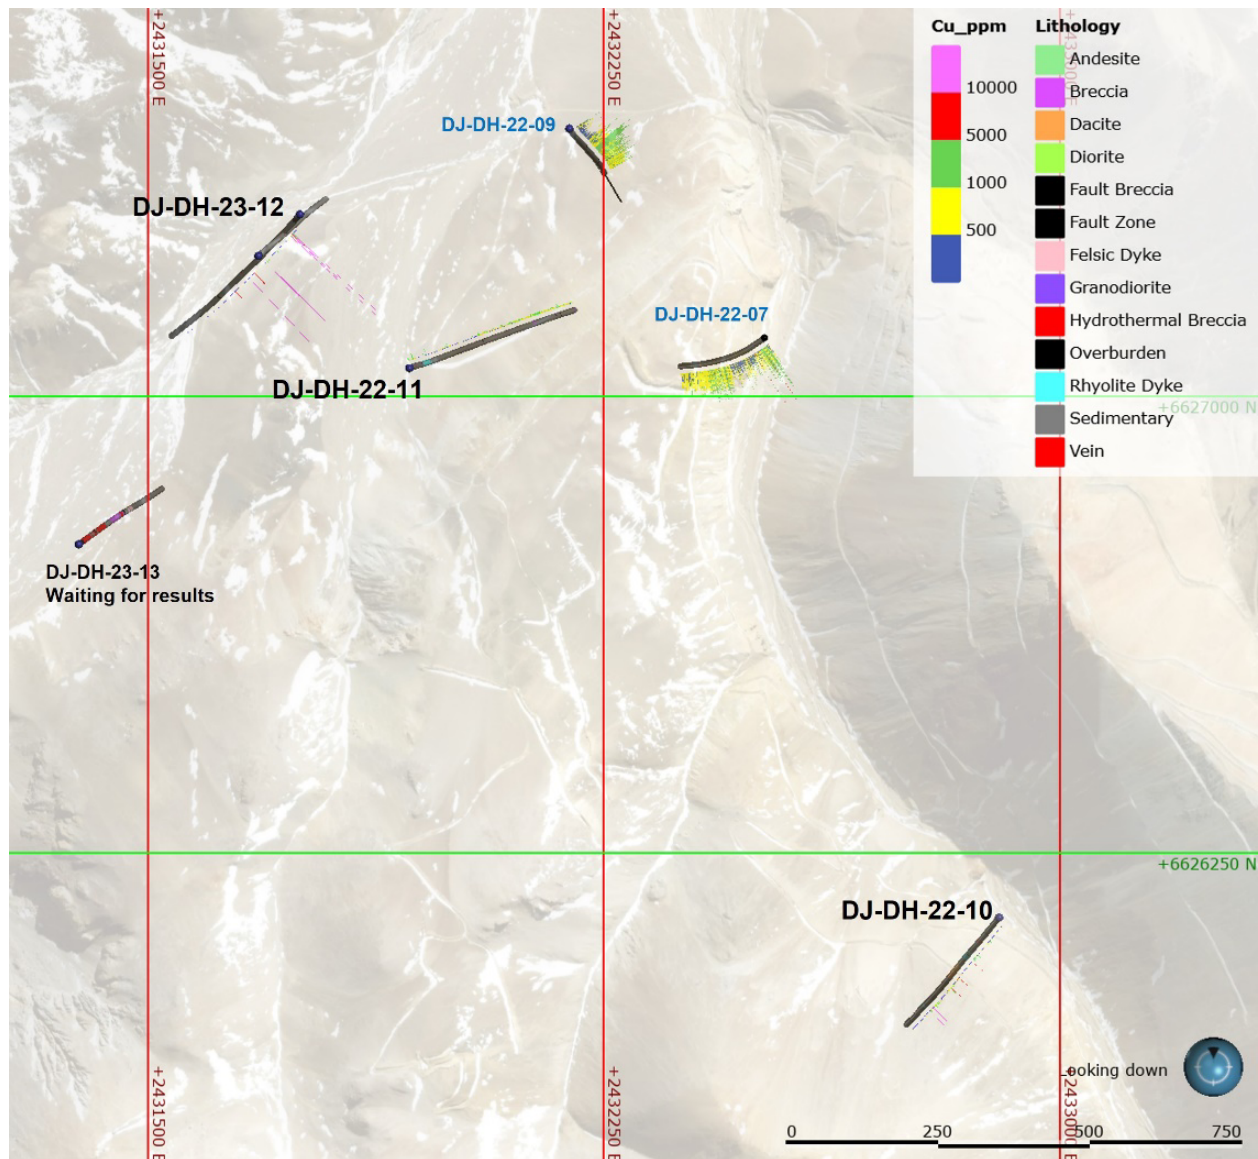 +2431500 E
+2432250 E
+2433000 E
Cu_ppm
10000
5000
1000
500
Lithology
Andesite
Breccia
Dacite
Diorite
Fault Breccia
Fault Zone
Felsic Dyke
Granodiorite
Hydrothermal Breccia
Overburden
Rhyolite Dyke
Sedimentary
Vein
DJ-DH-22-09
DJ-DH-23-12
DJ-DH-22-07
DJ-DH-22-11
+6627000 N
DJ-DH-23-13
Waiting for results
+6626250 N
DJ-DH-22-10
Looking down
+2431500 E
+2432250 E
+2433000 E
0 250 500 750